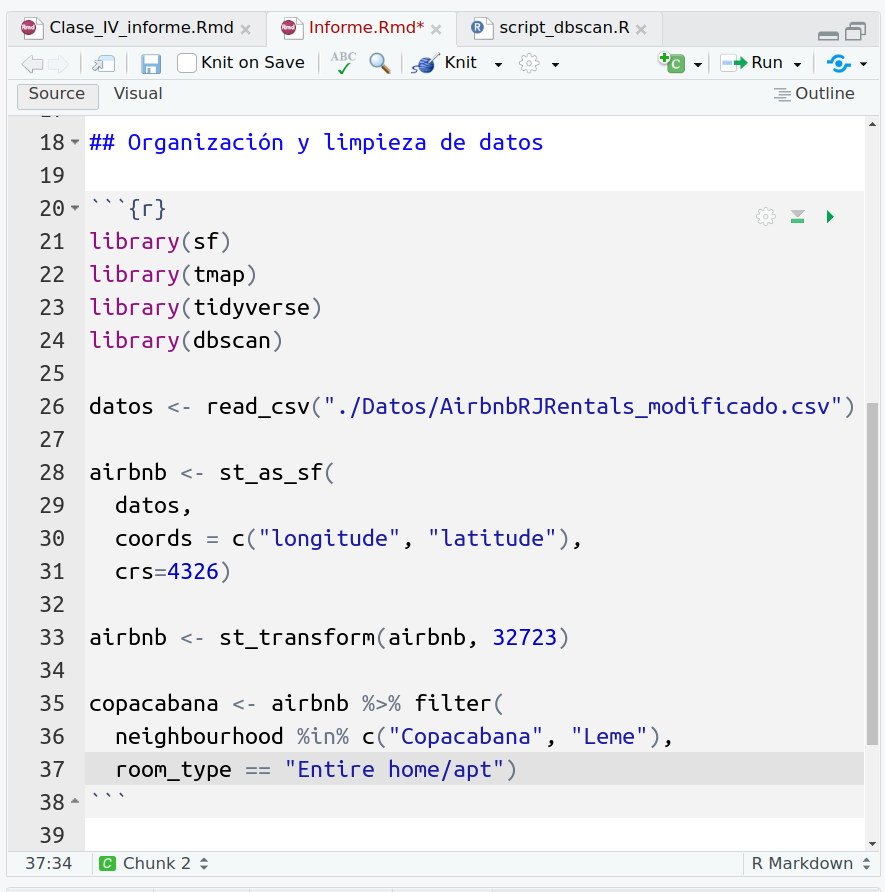 Clase_IV_informe.Rmd Informe.Rmd* script_dbscan.R
Knit on Save ABC Knit C Run
Source Visual Outline
18 ## Organización y limpieza de datos
19
20 ```{r}
21 library(sf)
22 library(tmap)
23 library(tidyverse)
24 library(dbscan)
25
26 datos <- read_csv("./Datos/AirbnbRJRentals_modificado.csv")
27
28 airbnb <- st_as_sf(
29   datos,
30   coords = c("longitude", "latitude"),
31   crs=4326)
32
33 airbnb <- st_transform(airbnb, 32723)
34
35 copacabana <- airbnb %>% filter(
36   neighbourhood %in% c("Copacabana", "Leme"),
37   room_type == "Entire home/apt")
38 ```
39
37:34 C Chunk 2 R Markdown